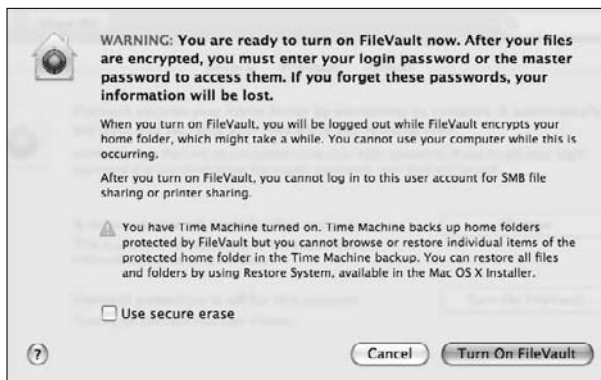 WARNING: You are ready to turn on FileVault now. After your files
are encrypted, you must enter your login password or the master
password to access them. If you forget these passwords, your
information will be lost.
When you turn on FileVault, you will be logged out while FileVault encrypts your
home folder, which might take a while. You cannot use your computer while this is
occurring.
After you turn on FileVault, you cannot log in to this user account for SMB file
sharing or printer sharing.
You have Time Machine turned on. Time Machine backs up home folders
protected by FileVault but you cannot browse or restore individual items of the
protected home folder in the Time Machine backup. You can restore all files
and folders by using Restore System, available in the Mac OS X Installer.
Use secure erase
? Cancel Turn On FileVault